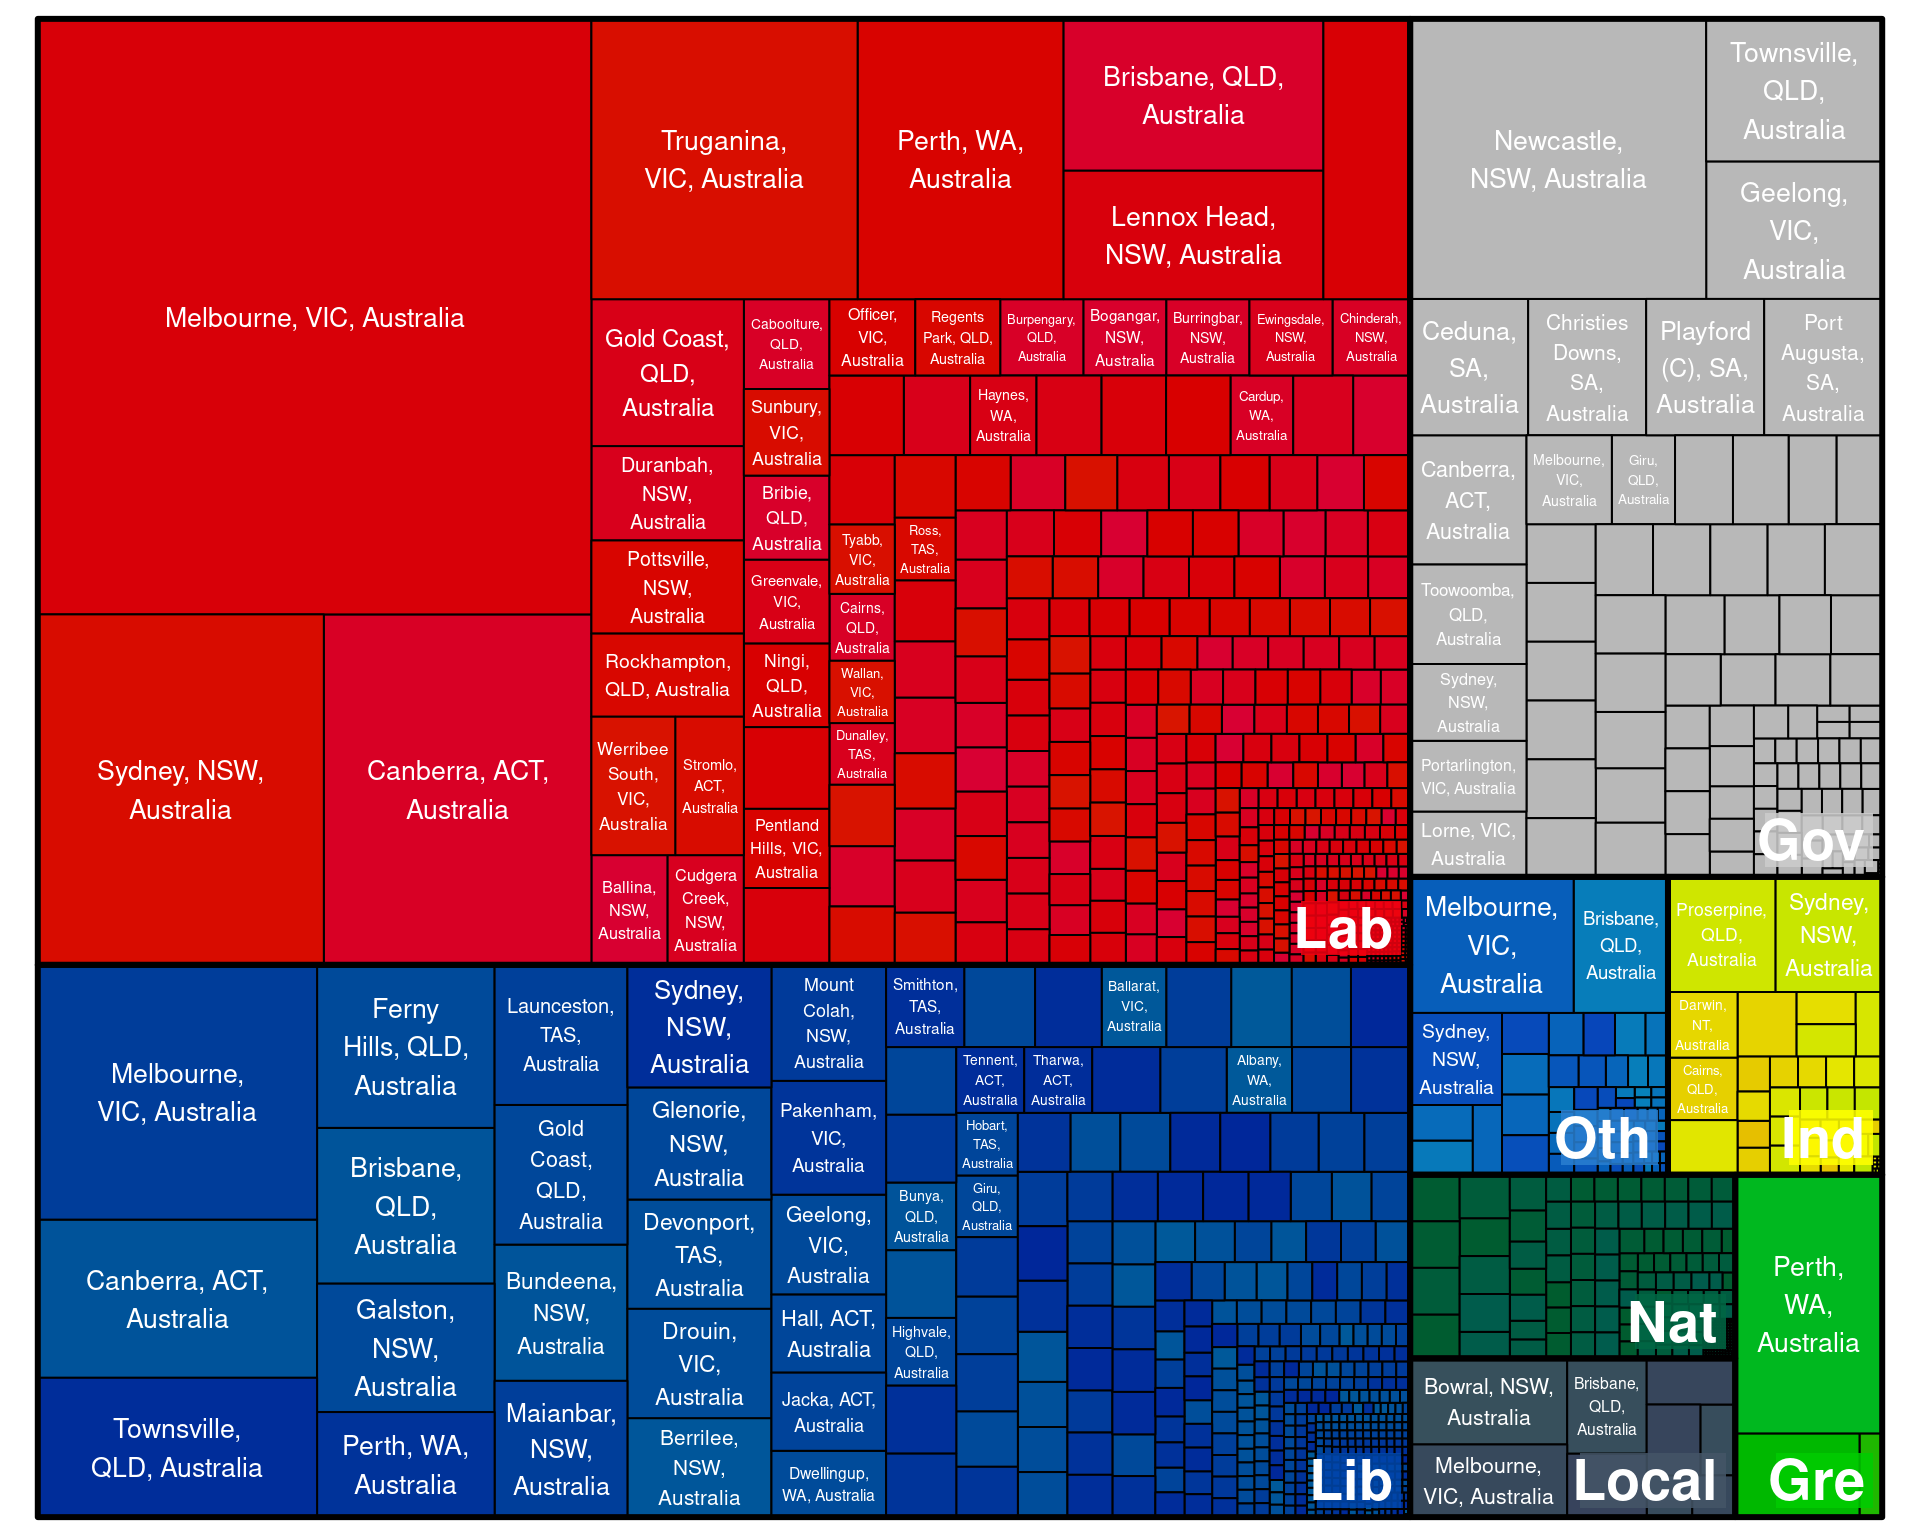 Melbourne, VIC, Australia
Sydney, NSW,
Australia
Canberra, ACT,
Australia
Truganina,
VIC, Australia
Perth, WA,
Australia
Brisbane, QLD,
Australia
Lennox Head,
NSW, Australia
Gold Coast,
QLD,
Australia
Duranbah,
NSW,
Australia
Pottsville,
NSW,
Australia
Rockhampton,
QLD, Australia
Werribee
South,
VIC,
Australia
Stromlo,
ACT,
Australia
Ballina,
NSW,
Australia
Cudgera
Creek,
NSW,
Australia
Caboolture,
QLD,
Australia
Sunbury,
VIC,
Australia
Bribie,
QLD,
Australia
Greenvale,
VIC,
Australia
Ningi,
QLD,
Australia
Pentland
Hills, VIC,
Australia
Officer,
VIC,
Australia
Regents
Park, QLD,
Australia
Burpengary,
QLD,
Australia
Bogangar,
NSW,
Australia
Burringbar,
NSW,
Australia
Ewingsdale,
NSW,
Australia
Chinderah,
NSW,
Australia
Haynes,
WA,
Australia
Cardup,
WA,
Australia
Tyabb,
VIC,
Australia
Ross,
TAS,
Australia
Cairns,
QLD,
Australia
Wallan,
VIC,
Australia
Dunalley,
TAS,
Australia
Lab
Newcastle,
NSW, Australia
Townsville,
QLD,
Australia
Geelong,
VIC,
Australia
Ceduna,
SA,
Australia
Christies
Downs,
SA,
Australia
Playford
(C), SA,
Australia
Port
Augusta,
SA,
Australia
Canberra,
ACT,
Australia
Melbourne,
VIC,
Australia
Giru,
QLD,
Australia
Toowoomba,
QLD,
Australia
Sydney,
NSW,
Australia
Portarlington,
VIC, Australia
Lorne, VIC,
Australia
Gov
Melbourne,
VIC, Australia
Canberra, ACT,
Australia
Townsville,
QLD, Australia
Ferny
Hills, QLD,
Australia
Brisbane,
QLD,
Australia
Galston,
NSW,
Australia
Perth, WA,
Australia
Launceston,
TAS,
Australia
Gold
Coast,
QLD,
Australia
Bundeena,
NSW,
Australia
Maianbar,
NSW,
Australia
Sydney,
NSW,
Australia
Glenorie,
NSW,
Australia
Devonport,
TAS,
Australia
Drouin,
VIC,
Australia
Berrilee,
NSW,
Australia
Mount
Colah,
NSW,
Australia
Pakenham,
VIC,
Australia
Geelong,
VIC,
Australia
Hall, ACT,
Australia
Jacka, ACT,
Australia
Dwellingup,
WA, Australia
Smithton,
TAS,
Australia
Ballarat,
VIC,
Australia
Tennent,
ACT,
Australia
Tharwa,
ACT,
Australia
Albany,
WA,
Australia
Hobart,
TAS,
Australia
Bunya,
QLD,
Australia
Giru,
QLD,
Australia
Highvale,
QLD,
Australia
Lib
Melbourne,
VIC,
Australia
Brisbane,
QLD,
Australia
Sydney,
NSW,
Australia
Oth
Proserpine,
QLD,
Australia
Sydney,
NSW,
Australia
Darwin,
NT,
Australia
Cairns,
QLD,
Australia
Ind
Nat
Perth,
WA,
Australia
Gre
Bowral, NSW,
Australia
Brisbane,
QLD,
Australia
Melbourne,
VIC, Australia
Local